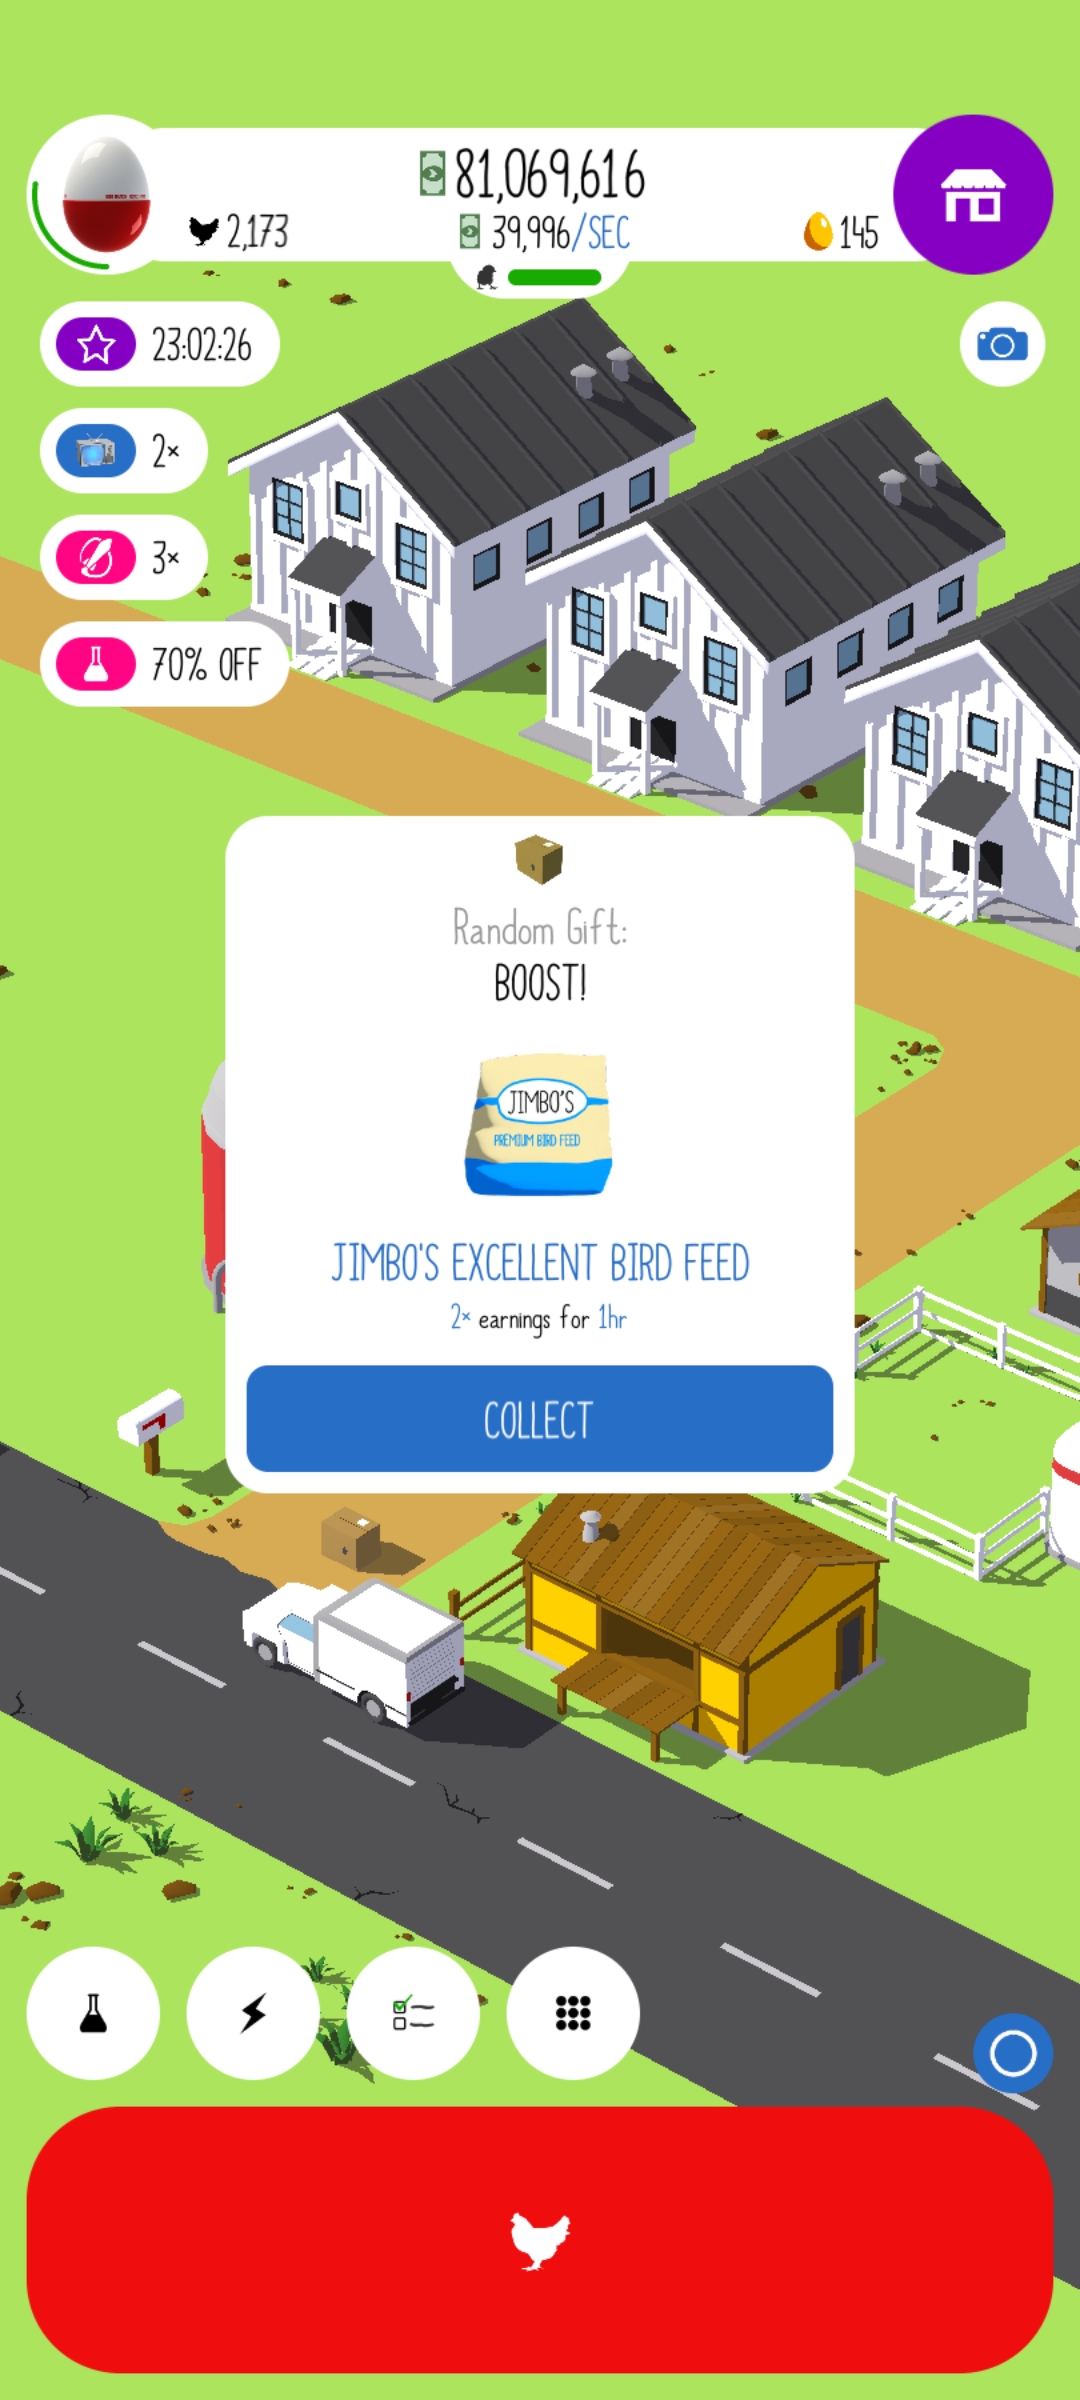 81,069,616
2,173
39,996/SEC
145
23:02:26
2×
3×
70% OFF
Random Gift:
BOOST!
JIMBO'S
PREMIUM BIRD FEED
JIMBO'S EXCELLENT BIRD FEED
2× earnings for 1hr
COLLECT